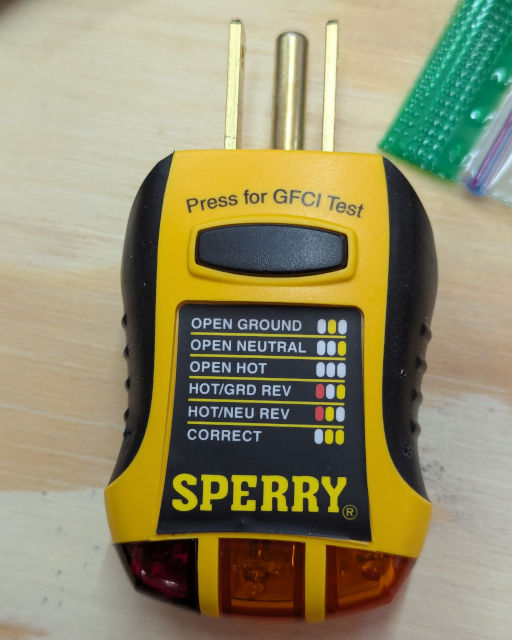 Press for GFCI Test
OPEN GROUND
OPEN NEUTRAL
OPEN HOT
HOT/GRD REV
HOT/NEU REV
CORRECT
SPERRY®